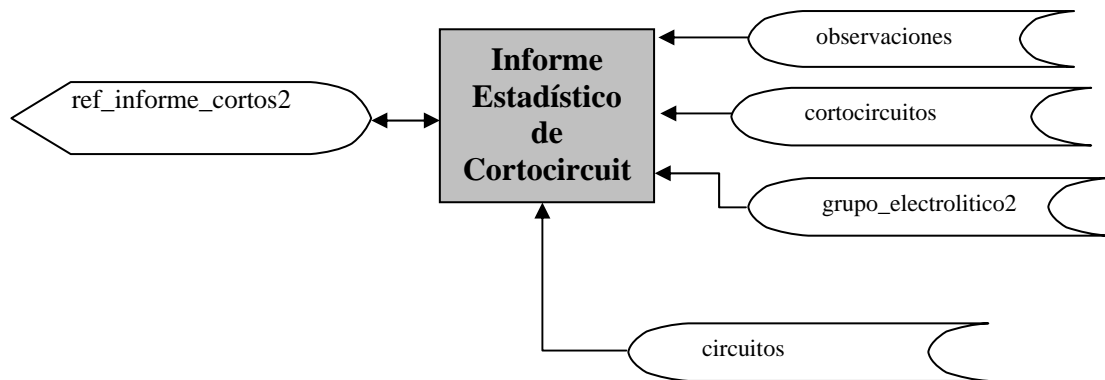 observaciones
Informe
Estadístico
de
Cortocircuit
ref_informe_cortos2
cortocircuitos
grupo_electrolitico2
circuitos